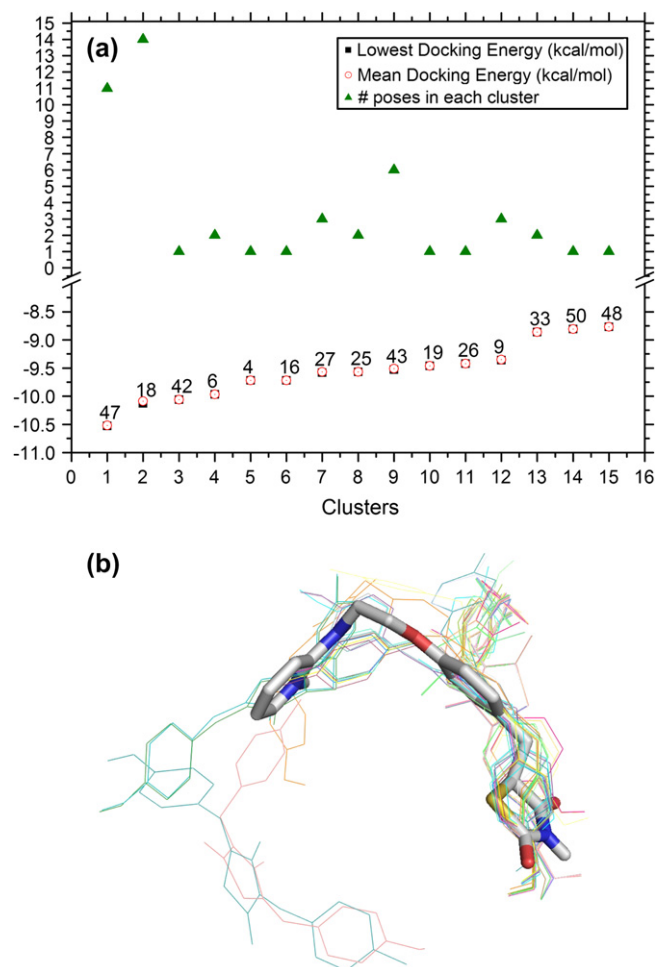 (a)
Lowest Docking Energy (kcal/mol)
Mean Docking Energy (kcal/mol)
# poses in each cluster
15
14
13
12
11
10
9
8
7
6
5
4
3
2
1
0
-8.5
-9.0
-9.5
-10.0
-10.5
-11.0
47 18 42 6 4 16 27 25 43 19 26 9 33 50 48
0 1 2 3 4 5 6 7 8 9 10 11 12 13 14 15 16
Clusters
(b)